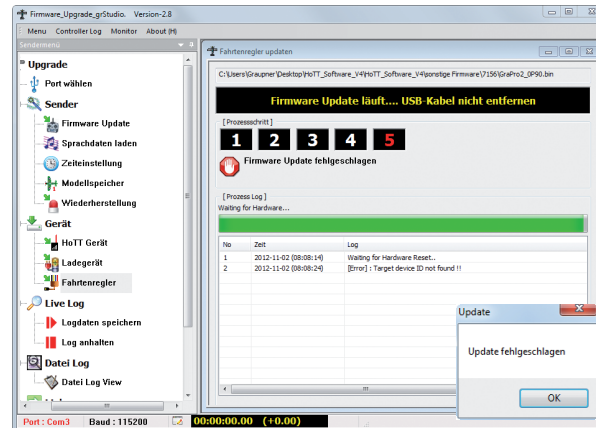 Firmware_Upgrade_grStudio. Version-2.8
Menu Controller Log Monitor About (H)
Sendermenü
Upgrade
Port wählen
Sender
Firmware Update
Sprachdaten laden
Zeiteinstellung
Modellspeicher
Wiederherstellung
Gerät
HoTT Gerät
Ladegerät
Fahrtenregler
Live Log
Logdaten speichern
Log anhalten
Datei Log
Datei Log View
Port : Com3 Baud : 115200 00:00:00.00 (+0.00)
Fahrtenregler updaten
C:\Users\Graupner\Desktop\HoTT_Software_V4\HoTT_Software_V4\sonstige Firmware\7156\GraPro2_0P90.bin
Firmware Update läuft.... USB-Kabel nicht entfernen
[ Prozessschritt ]
1 2 3 4 5
Firmware Update fehlgeschlagen
[ Prozess Log ]
Waiting for Hardware...
No Zeit Log
1 2012-11-02 (08:08:14) Waiting for Hardware Reset..
2 2012-11-02 (08:08:24) [Error] : Target device ID not found !!
Update
Update fehlgeschlagen
OK